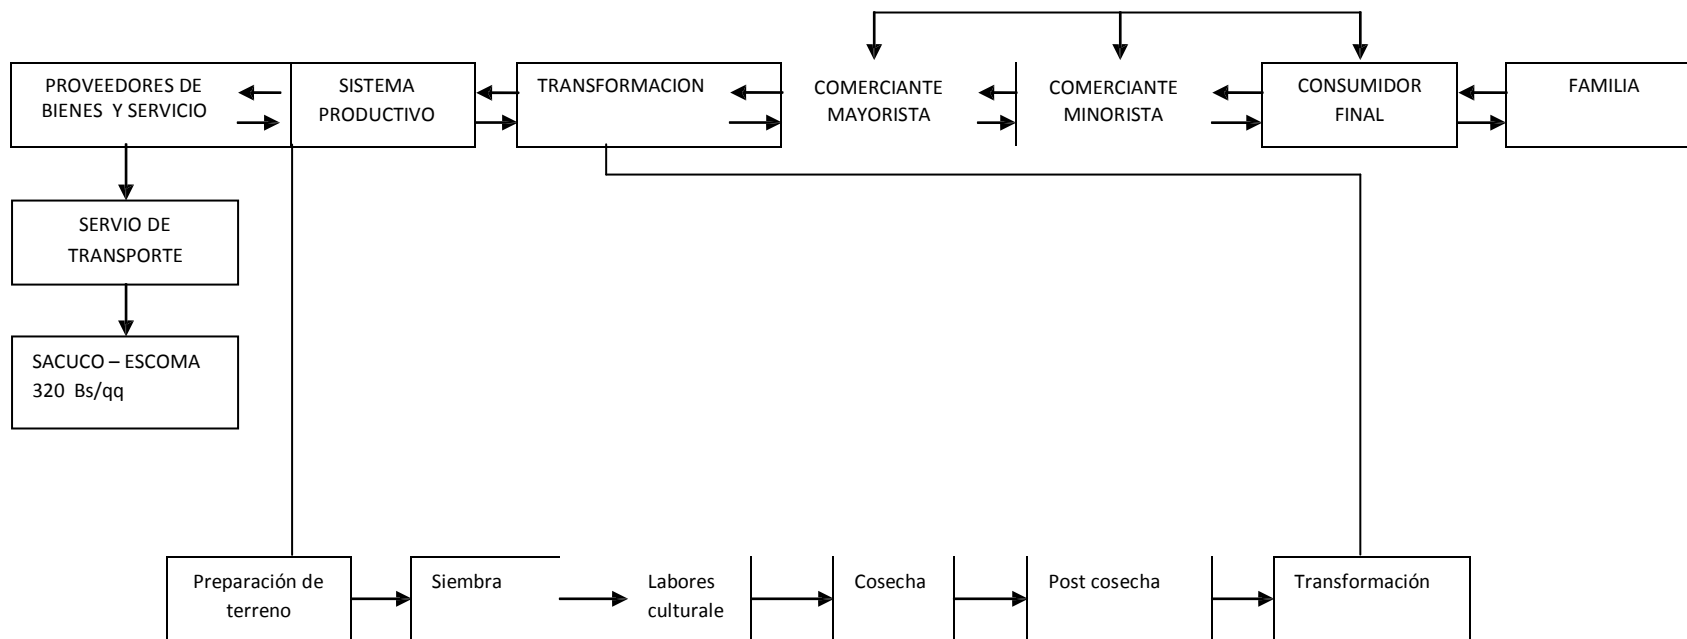 PROVEEDORES DE
BIENES Y SERVICIO
SISTEMA
PRODUCTIVO
TRANSFORMACION
COMERCIANTE
MAYORISTA
COMERCIANTE
MINORISTA
CONSUMIDOR
FINAL
FAMILIA
SERVIO DE
TRANSPORTE
SACUCO – ESCOMA
320 Bs/qq
Preparación de
terreno
Siembra
Labores
culturale
Cosecha
Post cosecha
Transformación